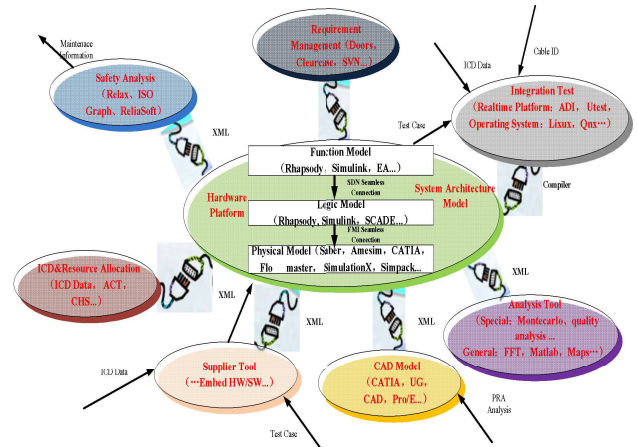 Requirement
Management (Doors,
Clearcase, SVN...)
Maintenace
Information
Safety Analysis
(Relax, ISO
Graph, ReliaSoft)
XML
Cable ID
ICD Data
Integration Test
(Realtime Platform: ADI, Utest,
Operating System: Lixux, Qnx…)
Test Case
Compiler
Function Model
(Rhapsody, Simulink, EA...)
SDN Seamless
Connection
Hardware
Platform
System Architecture
Model
Logic Model
(Rhapsody, Simulink, SCADE...)
FMI Seamless
Connection
Physical Model (Saber, Amesim, CATIA,
Flo master, SimulationX, Simpack...
ICD&Resource Allocation
(ICD Data, ACT,
CHS...)
XML
XML
XML
XML
Analysis Tool
(Special: Montecarlo, quality
analysis ...
General: FFT, Matlab, Maps…)
Supplier Tool
(…Embed HW/SW...)
CAD Model
(CATIA, UG,
CAD, Pro/E...)
ICD Data
Test Case
PRA
Analysis